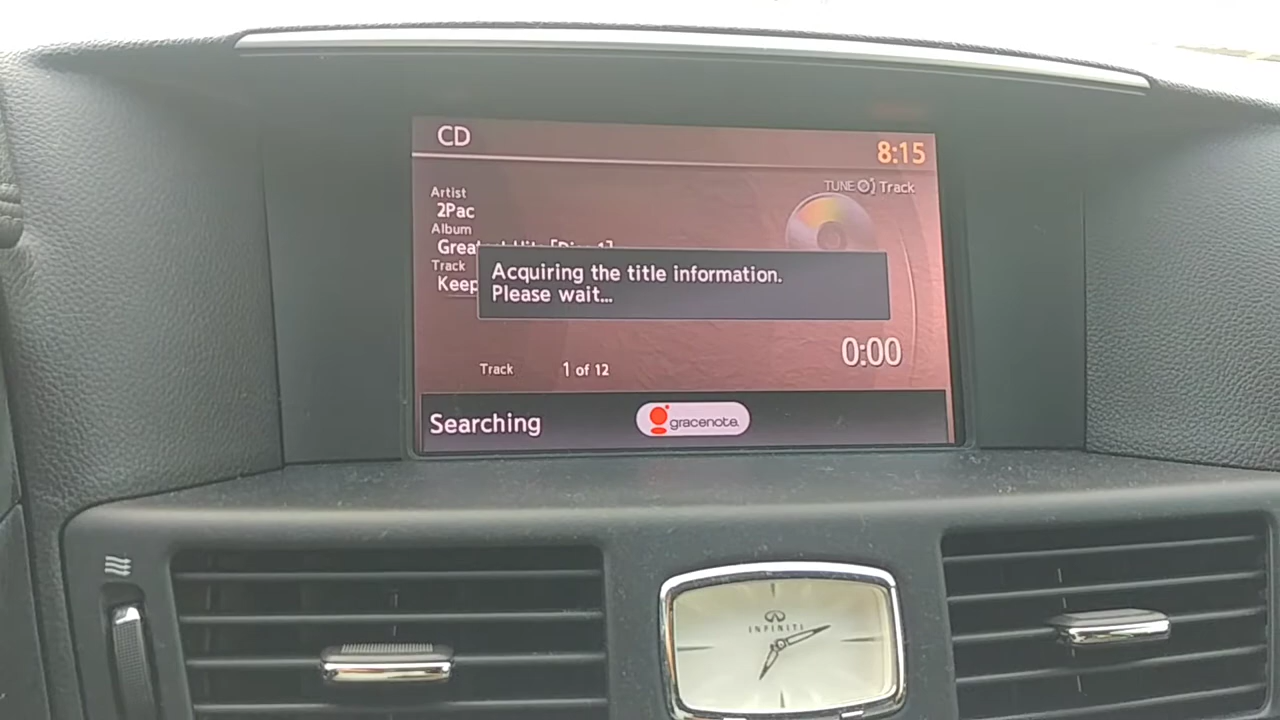 CD
8:15
TUNE Track
Artist
2Pac
Album
Greatest Hits [Disc 1]
Track
Keep
Acquiring the title information.
Please wait...
0:00
Track 1 of 12
Searching
gracenote.
INFINITI